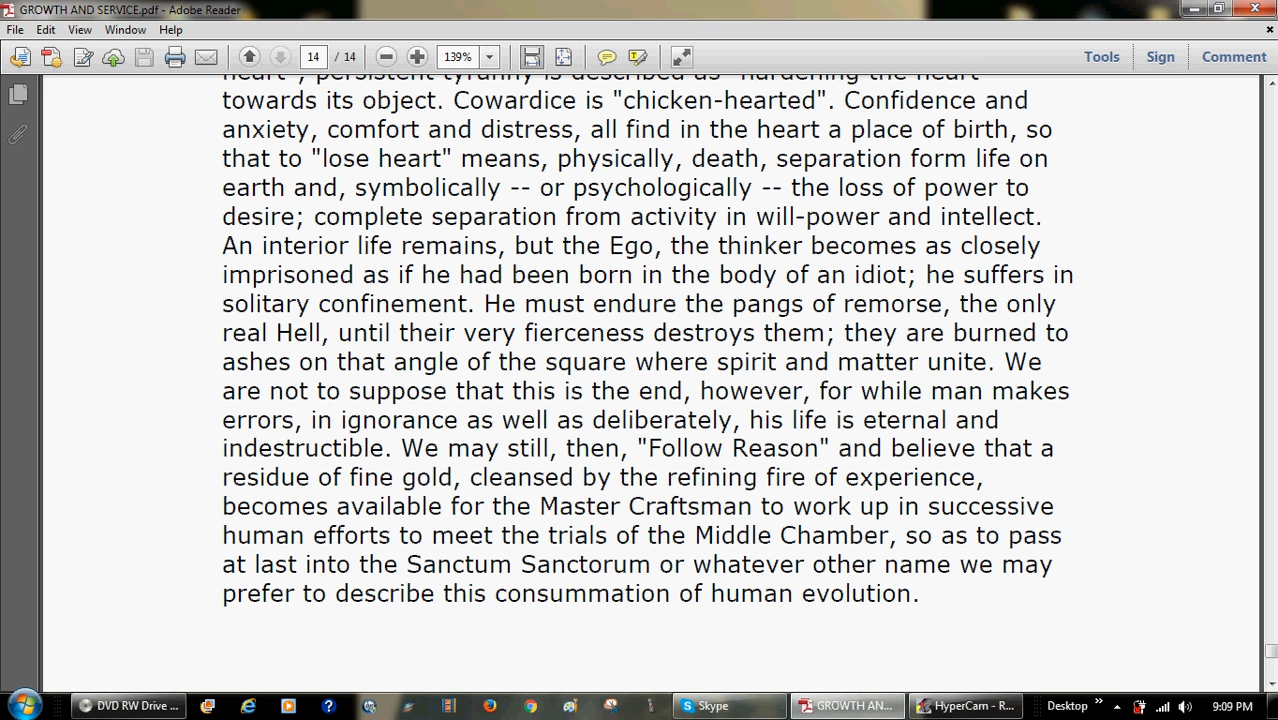 GROWTH AND SERVICE.pdf - Adobe Reader
File Edit View Window Help
14 / 14 139% Tools Sign Comment
heart", persistent tyranny is described as "hardening the heart"
towards its object. Cowardice is "chicken-hearted". Confidence and
anxiety, comfort and distress, all find in the heart a place of birth, so
that to "lose heart" means, physically, death, separation form life on
earth and, symbolically -- or psychologically -- the loss of power to
desire; complete separation from activity in will-power and intellect.
An interior life remains, but the Ego, the thinker becomes as closely
imprisoned as if he had been born in the body of an idiot; he suffers in
solitary confinement. He must endure the pangs of remorse, the only
real Hell, until their very fierceness destroys them; they are burned to
ashes on that angle of the square where spirit and matter unite. We
are not to suppose that this is the end, however, for while man makes
errors, in ignorance as well as deliberately, his life is eternal and
indestructible. We may still, then, "Follow Reason" and believe that a
residue of fine gold, cleansed by the refining fire of experience,
becomes available for the Master Craftsman to work up in successive
human efforts to meet the trials of the Middle Chamber, so as to pass
at last into the Sanctum Sanctorum or whatever other name we may
prefer to describe this consummation of human evolution.
DVD RW Drive ... Skype GROWTH AN... HyperCam - R... Desktop » 9:09 PM